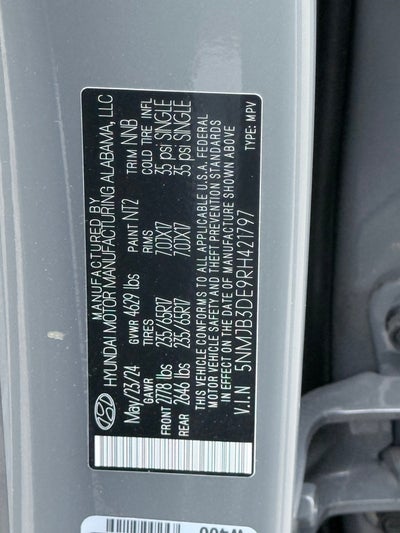 MANUFACTURED BY
HYUNDAI MOTOR MANUFACTURING ALABAMA, LLC
May/23/24 GVWR 4629 lbs PAINT NT2 TRIM NNB
GAWR TIRES RIMS COLD TIRE INFL
FRONT 2778 lbs 235/65R17 7.0JX17 35 psi SINGLE
REAR 2646 lbs 235/65R17 7.0JX17 35 psi SINGLE
THIS VEHICLE CONFORMS TO ALL APPLICABLE U.S.A. FEDERAL
MOTOR VEHICLE SAFETY AND THEFT PREVENTION STANDARDS
IN EFFECT ON THE DATE OF MANUFACTURE SHOWN ABOVE
V.I.N 5NMJB3DE9RH421797 TYPE: MPV